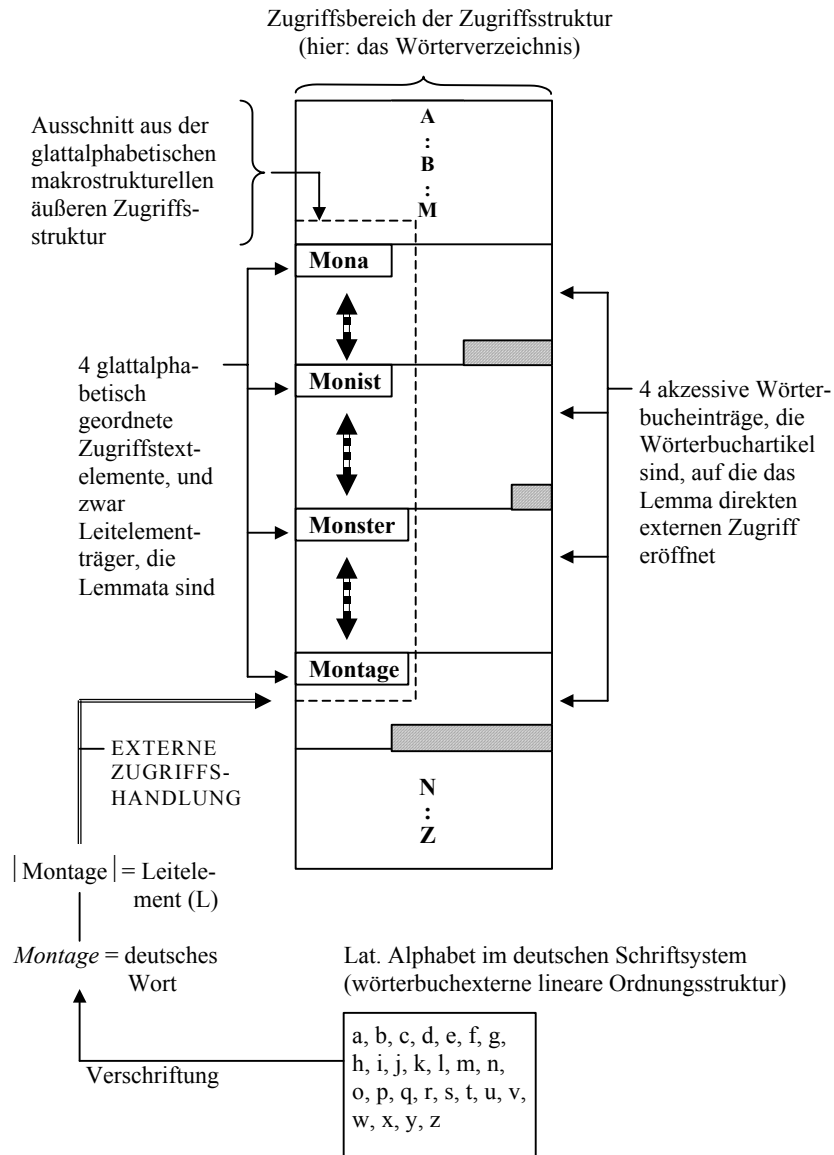 Zugriffsbereich der Zugriffsstruktur
(hier: das Wörterverzeichnis)
Ausschnitt aus der
glattalphabetischen
makrostrukturellen
äußeren Zugriffs-
struktur
A
:
B
:
M
Mona
Monist
Monster
Montage
4 glattalpha-
betisch
geordnete
Zugriffstext-
elemente, und
zwar
Leitelement-
träger, die
Lemmata sind
4 akzessive Wörter-
bucheinträge, die
Wörterbuchartikel
sind, auf die das
Lemma direkten
externen Zugriff
eröffnet
EXTERNE
ZUGRIFFS-
HANDLUNG
N
:
Z
|Montage| = Leitele-
ment (L)
Montage = deutsches
Wort
Lat. Alphabet im deutschen Schriftsystem
(wörterbuchexterne lineare Ordnungsstruktur)
a, b, c, d, e, f, g,
h, i, j, k, l, m, n,
o, p, q, r, s, t, u, v,
w, x, y, z
Verschriftung